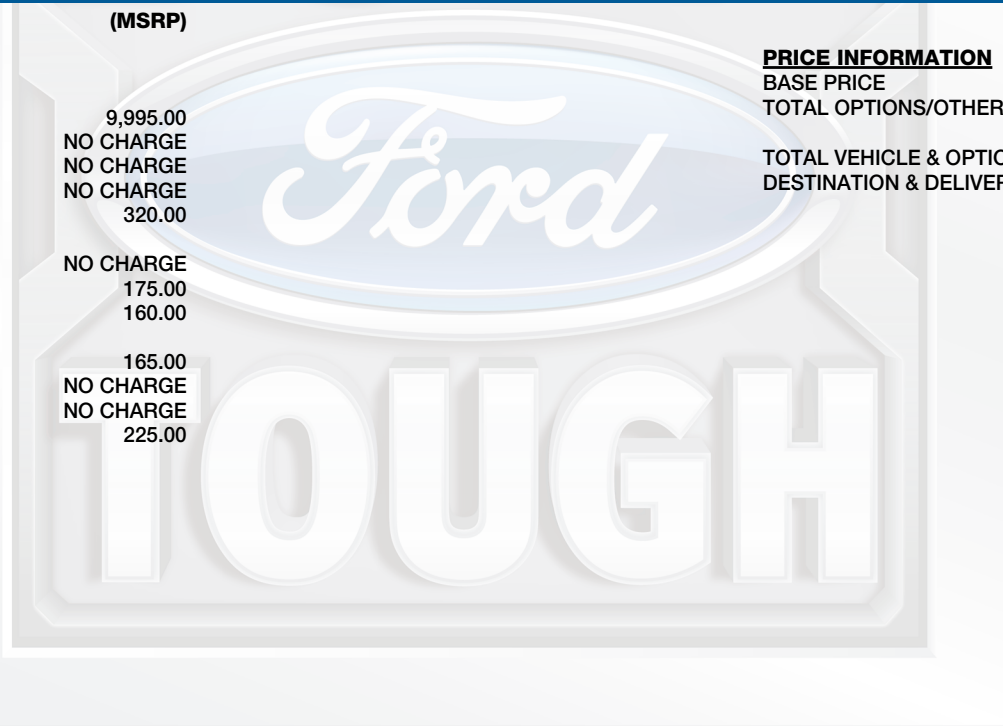 (MSRP)
9,995.00
NO CHARGE
NO CHARGE
NO CHARGE
320.00
NO CHARGE
175.00
160.00
165.00
NO CHARGE
NO CHARGE
225.00
PRICE INFORMATION
BASE PRICE
TOTAL OPTIONS/OTHER
TOTAL VEHICLE & OPTIO
DESTINATION & DELIVER
Ford
TOUGH